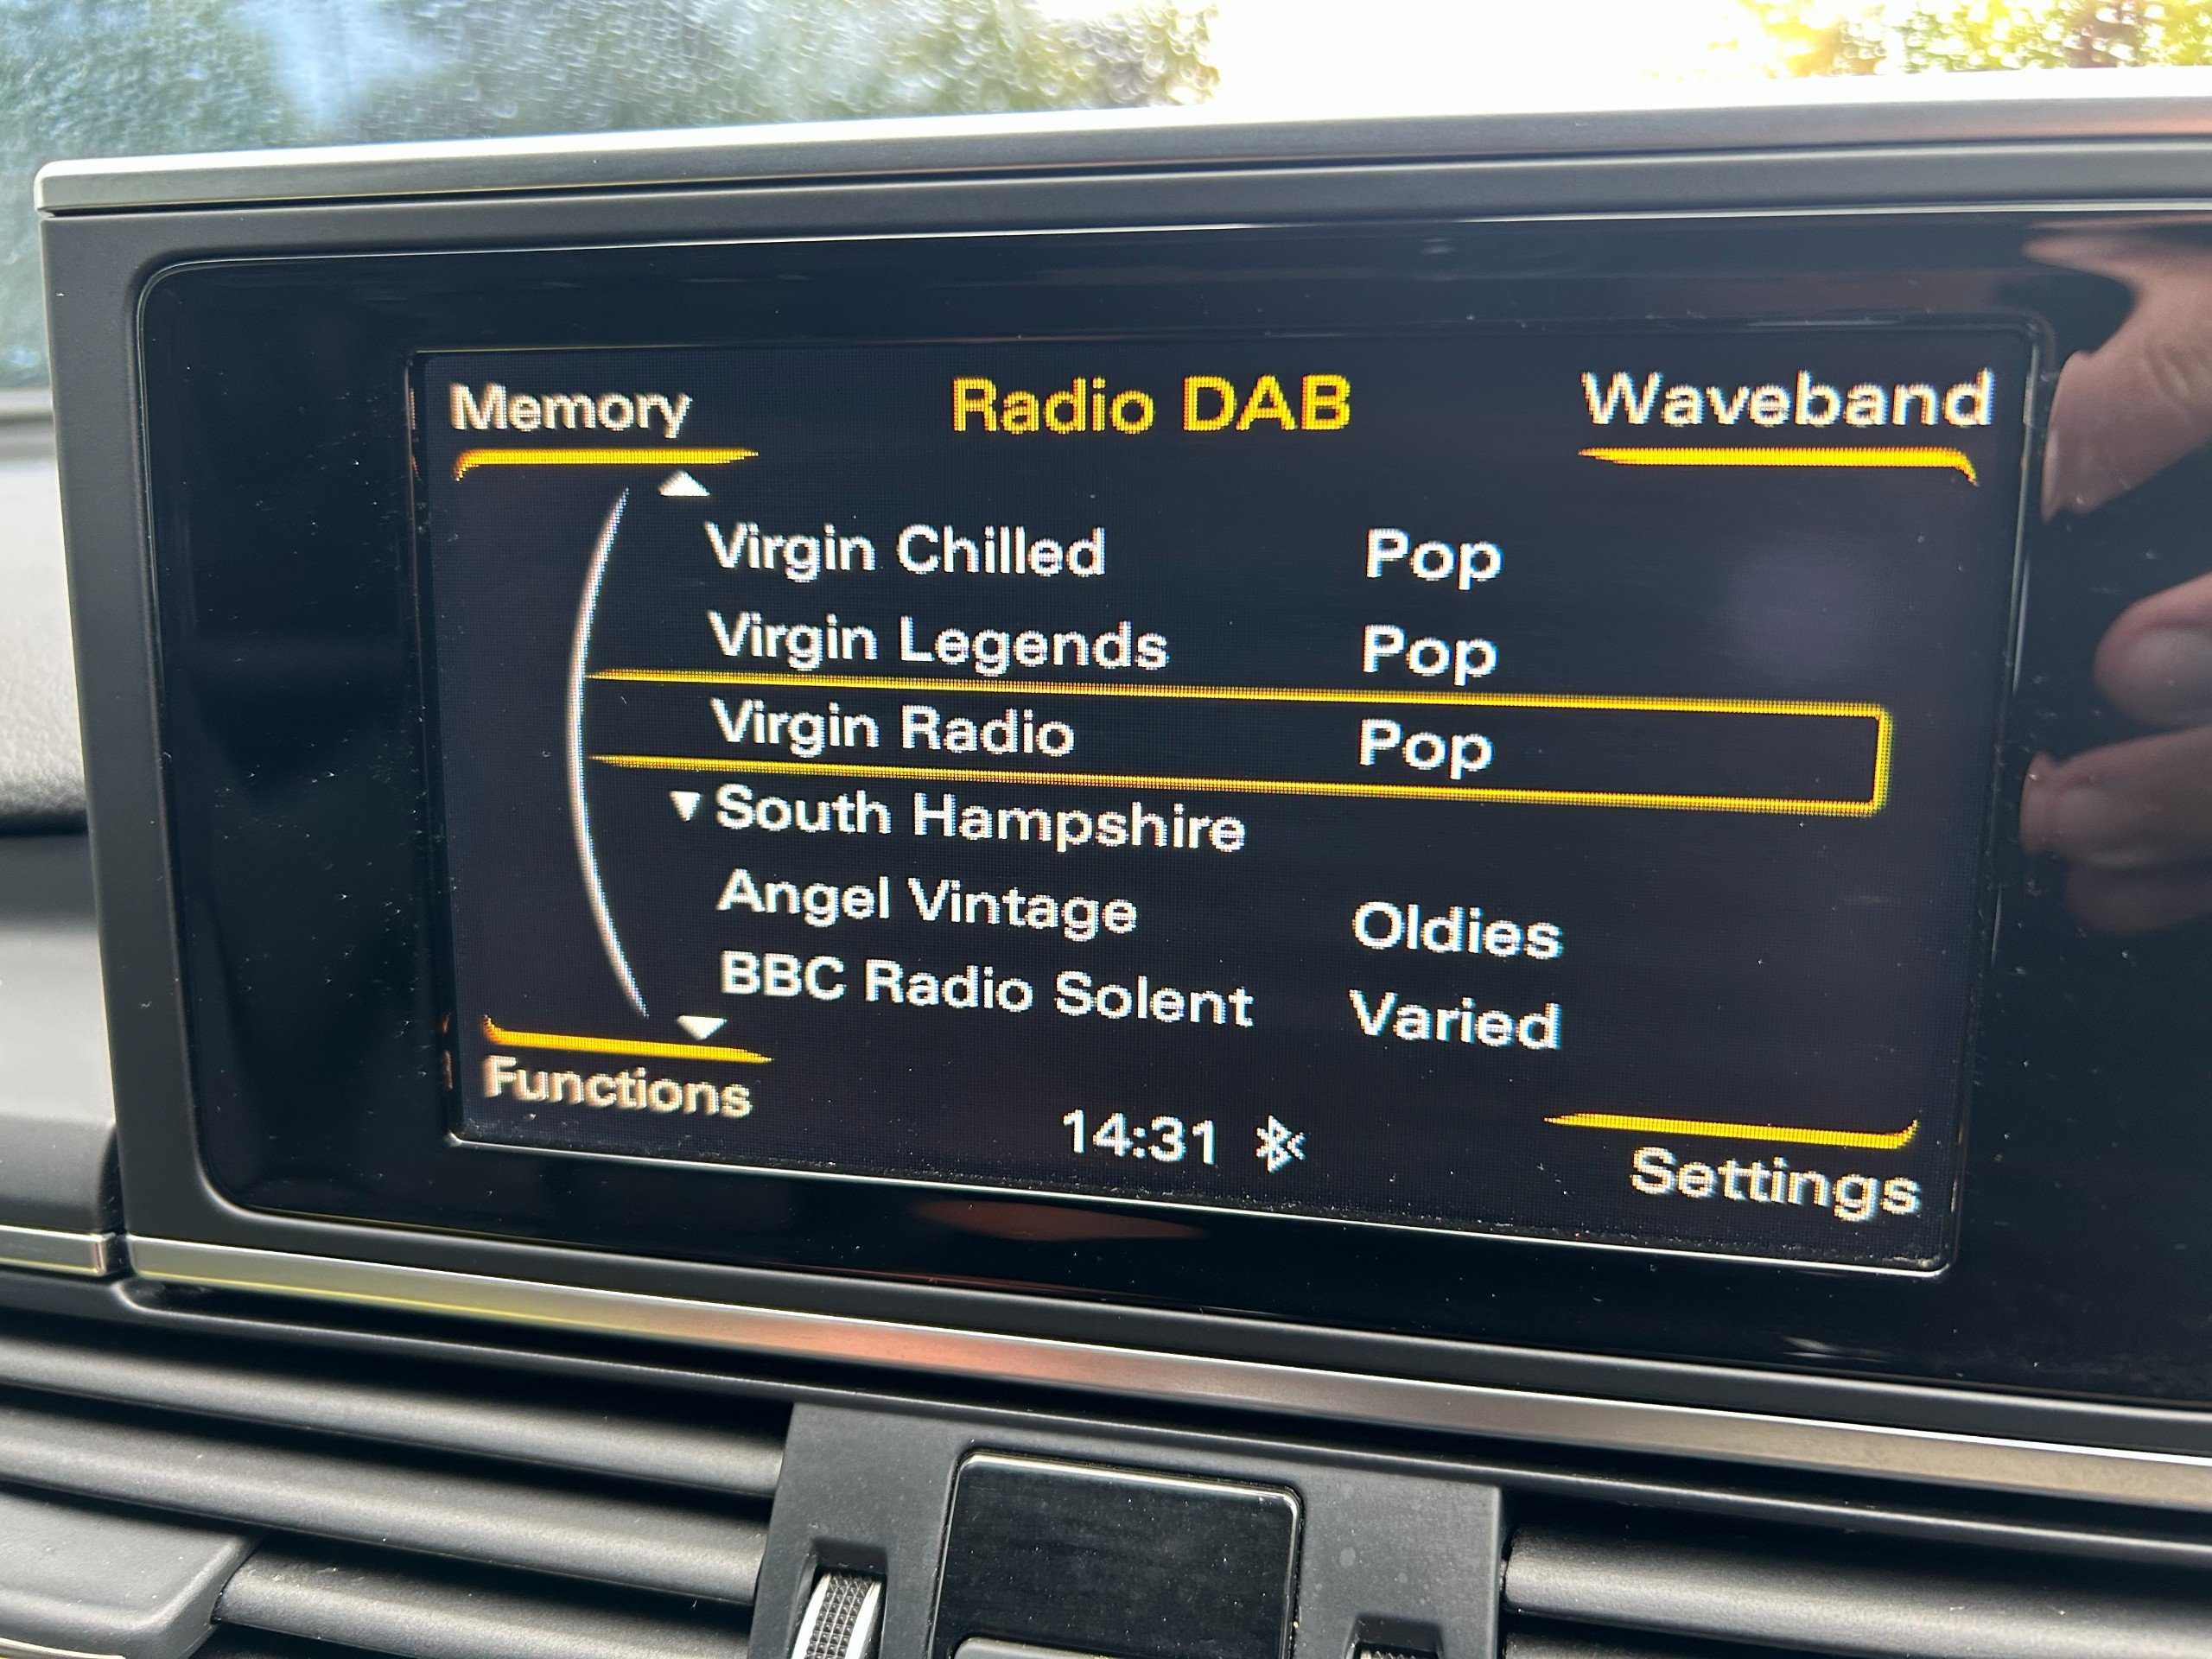 Memory Radio DAB Waveband
Virgin Chilled Pop
Virgin Legends Pop
Virgin Radio Pop
South Hampshire
Angel Vintage Oldies
BBC Radio Solent Varied
Functions
14:31
Settings